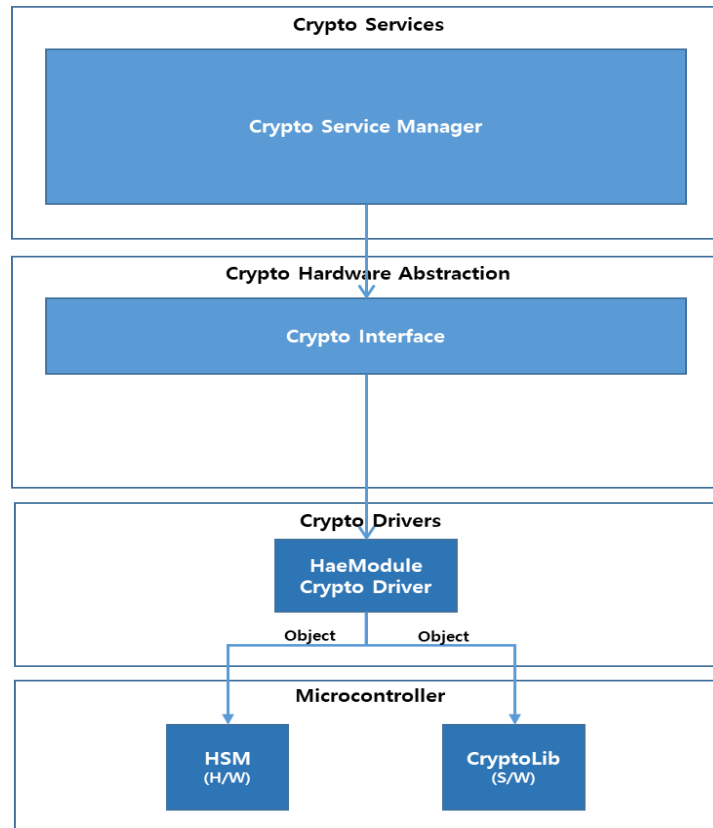 Crypto Services
Crypto Service Manager
Crypto Hardware Abstraction
Crypto Interface
Crypto Drivers
HaeModule
Crypto Driver
Object Object
Microcontroller
HSM
(H/W)
CryptoLib
(S/W)